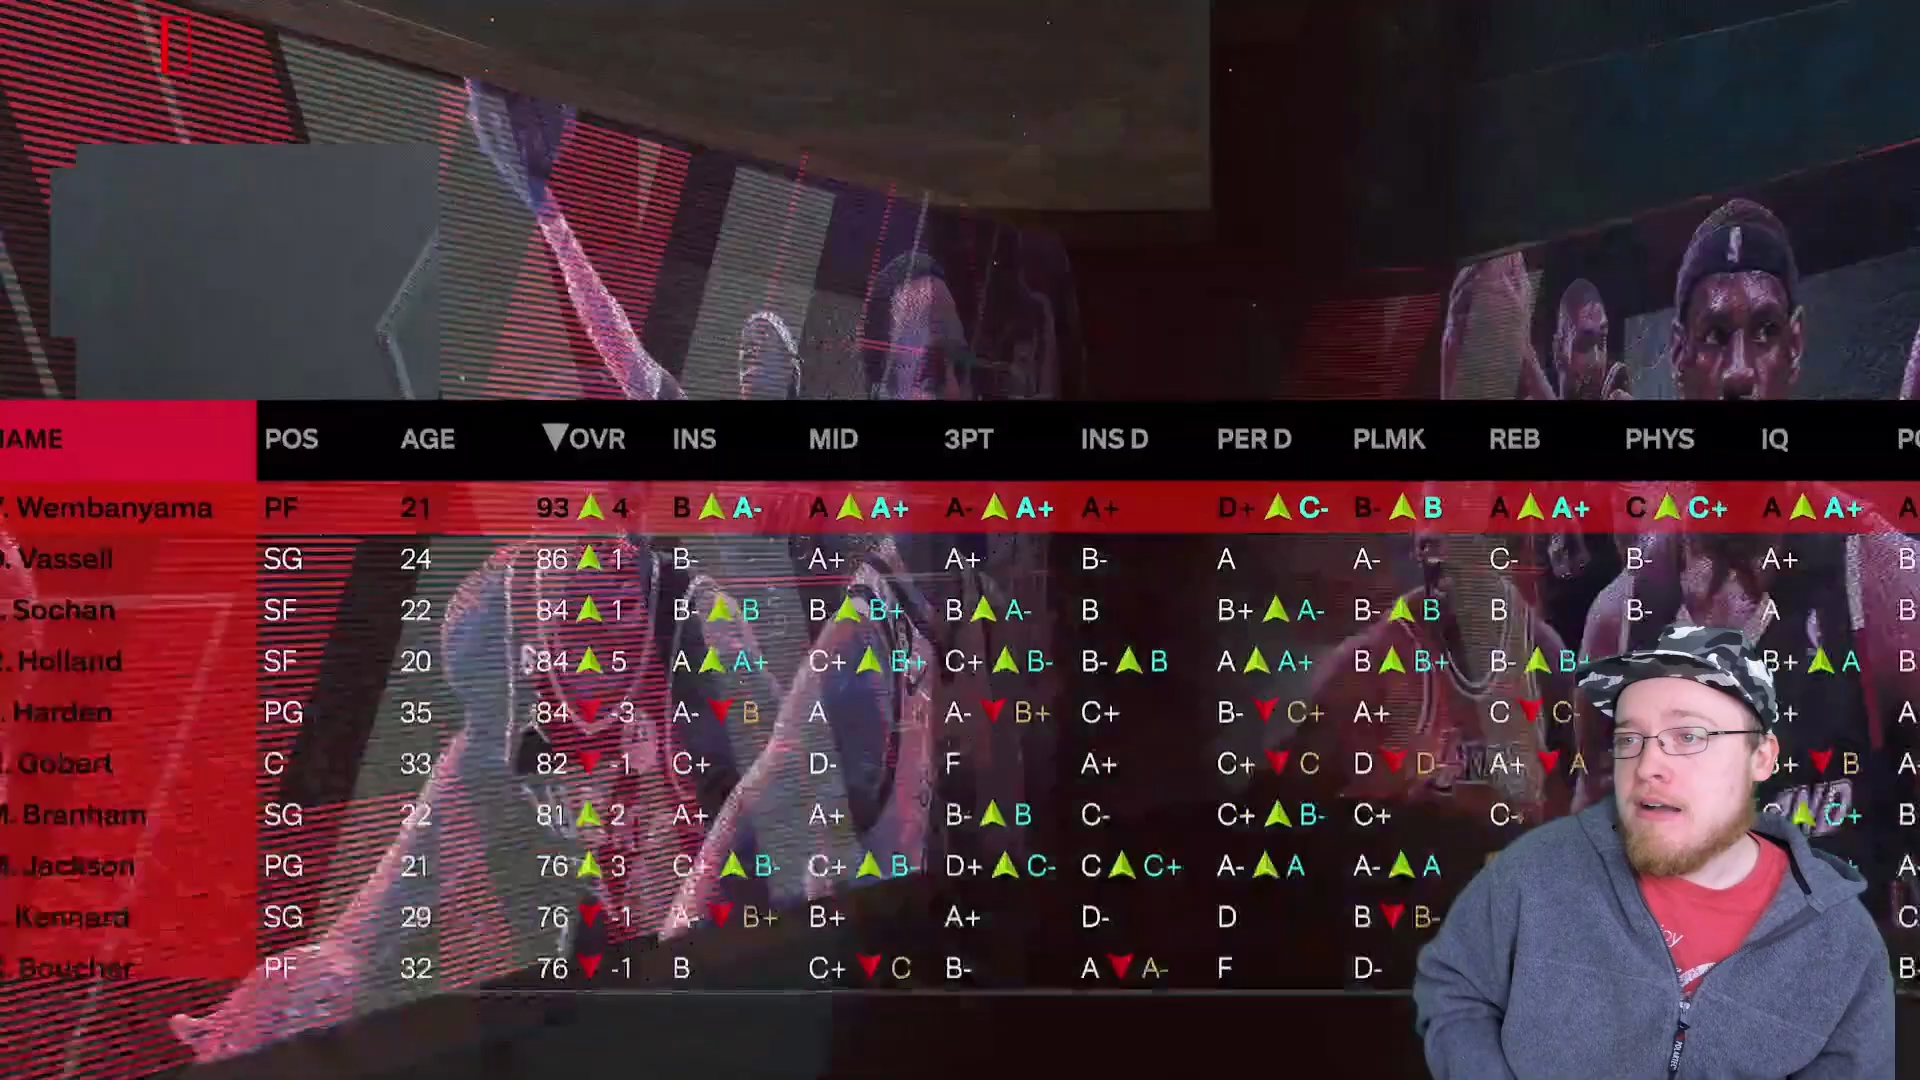 NAME POS AGE ▼OVR INS MID 3PT INS D PER D PLMK REB PHYS IQ
. Wembanyama PF 21 93 4 B A- A A+ A- A+ A+ D+ C- B- B A A+ C C+ A A+ A
. Vassell SG 24 86 1 B- A+ A+ B- A A- C- B- A+ B
. Sochan SF 22 84 1 B- B B B+ B A- B B+ A- B- B B B- A B
. Holland SF 20 84 5 A A+ C+ B+ C+ B- B- B A A+ B B+ B- B+ B+ A B
. Harden PG 35 84 -3 A- B A A- B+ C+ B- C+ A+ C C- A
. Gobert C 33 82 -1 C+ D- F A+ C+ C D D- A+ A B A-
. Branham SG 22 81 2 A+ A+ B- B C- C+ B- C+ C- C C+ B
. Jackson PG 21 76 3 C+ B- C+ B- D+ C- C C+ A- A A- A A-
. Kennard SG 29 76 -1 A- B+ B+ A+ D- D B B- C
. Boucher PF 32 76 -1 B C+ C B- A A- F D- B-